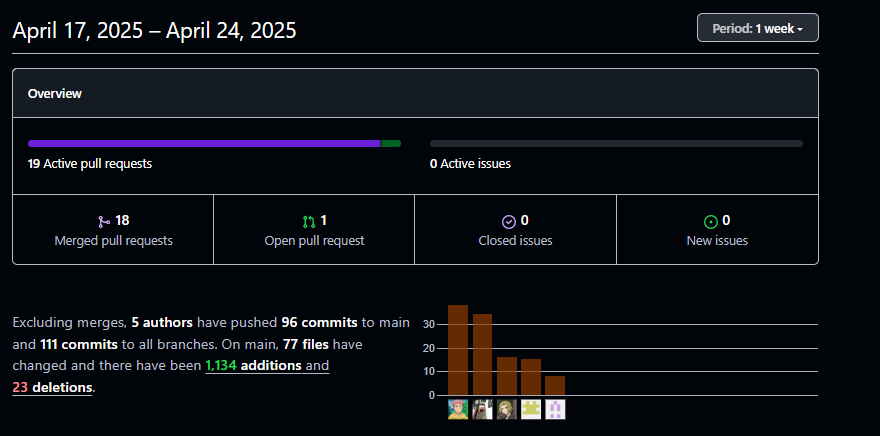 April 17, 2025 – April 24, 2025
Period: 1 week
Overview
19 Active pull requests
0 Active issues
18
Merged pull requests
1
Open pull request
0
Closed issues
0
New issues
Excluding merges, 5 authors have pushed 96 commits to main
and 111 commits to all branches. On main, 77 files have
changed and there have been 1,134 additions and
23 deletions.
30
20
10
0